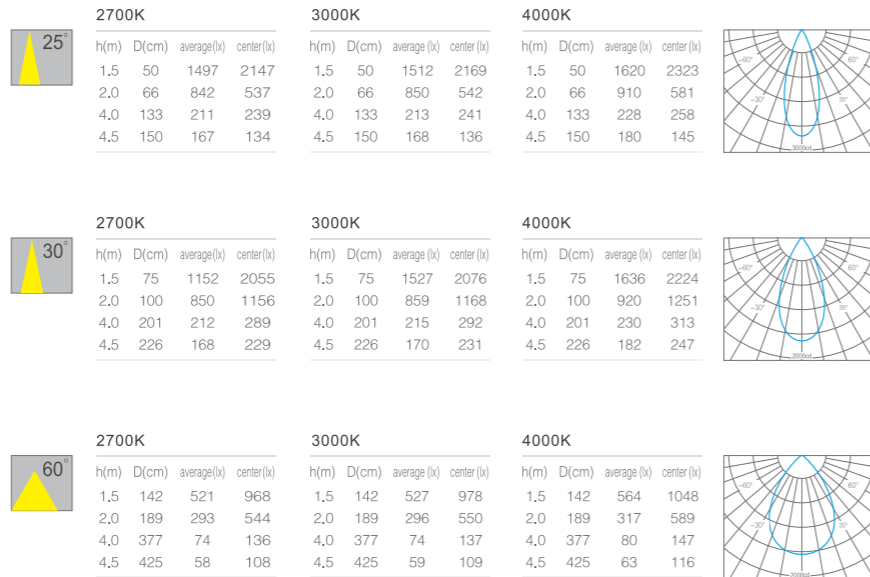 2700K 3000K 4000K
25°
h(m) D(cm) average(lx) center(lx) h(m) D(cm) average(lx) center(lx) h(m) D(cm) average(lx) center(lx)
1.5 50 1497 2147 1.5 50 1512 2169 1.5 50 1620 2323
-60° 60°
2.0 66 842 537 2.0 66 850 542 2.0 66 910 581
-30° 30°
4.0 133 211 239 4.0 133 213 241 4.0 133 228 258
4.5 150 167 134 4.5 150 168 136 4.5 150 180 145
3000cd
2700K 3000K 4000K
30°
h(m) D(cm) average(lx) center(lx) h(m) D(cm) average(lx) center(lx) h(m) D(cm) average(lx) center(lx)
-60° 60°
1.5 75 1152 2055 1.5 75 1527 2076 1.5 75 1636 2224
2.0 100 850 1156 2.0 100 859 1168 2.0 100 920 1251
-30° 30°
4.0 201 212 289 4.0 201 215 292 4.0 201 230 313
4.5 226 168 229 4.5 226 170 231 4.5 226 182 247
2000cd
2700K 3000K 4000K
60°
h(m) D(cm) average(lx) center(lx) h(m) D(cm) average(lx) center(lx) h(m) D(cm) average(lx) center(lx)
-60° 60°
1.5 142 521 968 1.5 142 527 978 1.5 142 564 1048
2.0 189 293 544 2.0 189 296 550 2.0 189 317 589
-30° 30°
4.0 377 74 136 4.0 377 74 137 4.0 377 80 147
4.5 425 58 108 4.5 425 59 109 4.5 425 63 116
2000cd